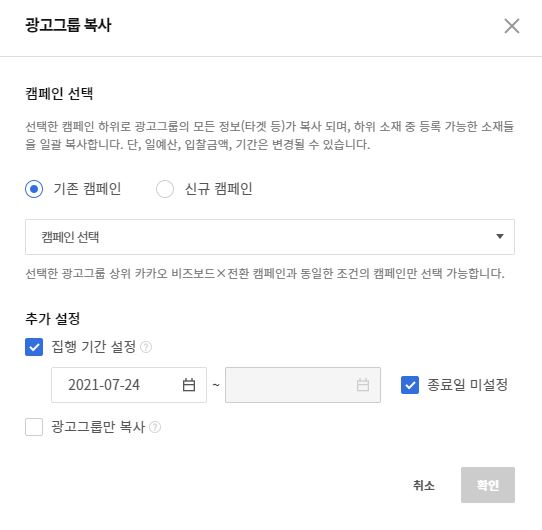 광고그룹 복사
캠페인 선택
선택한 캠페인 하위로 광고그룹의 모든 정보(타겟 등)가 복사 되며, 하위 소재 중 등록 가능한 소재들
을 일괄 복사합니다. 단, 일예산, 입찰금액, 기간은 변경될 수 있습니다.
기존 캠페인 신규 캠페인
캠페인 선택
선택한 광고그룹 상위 카카오 비즈보드×전환 캠페인과 동일한 조건의 캠페인만 선택 가능합니다.
추가 설정
집행 기간 설정 ?
2021-07-24 ~ 종료일 미설정
광고그룹만 복사 ?
취소 확인